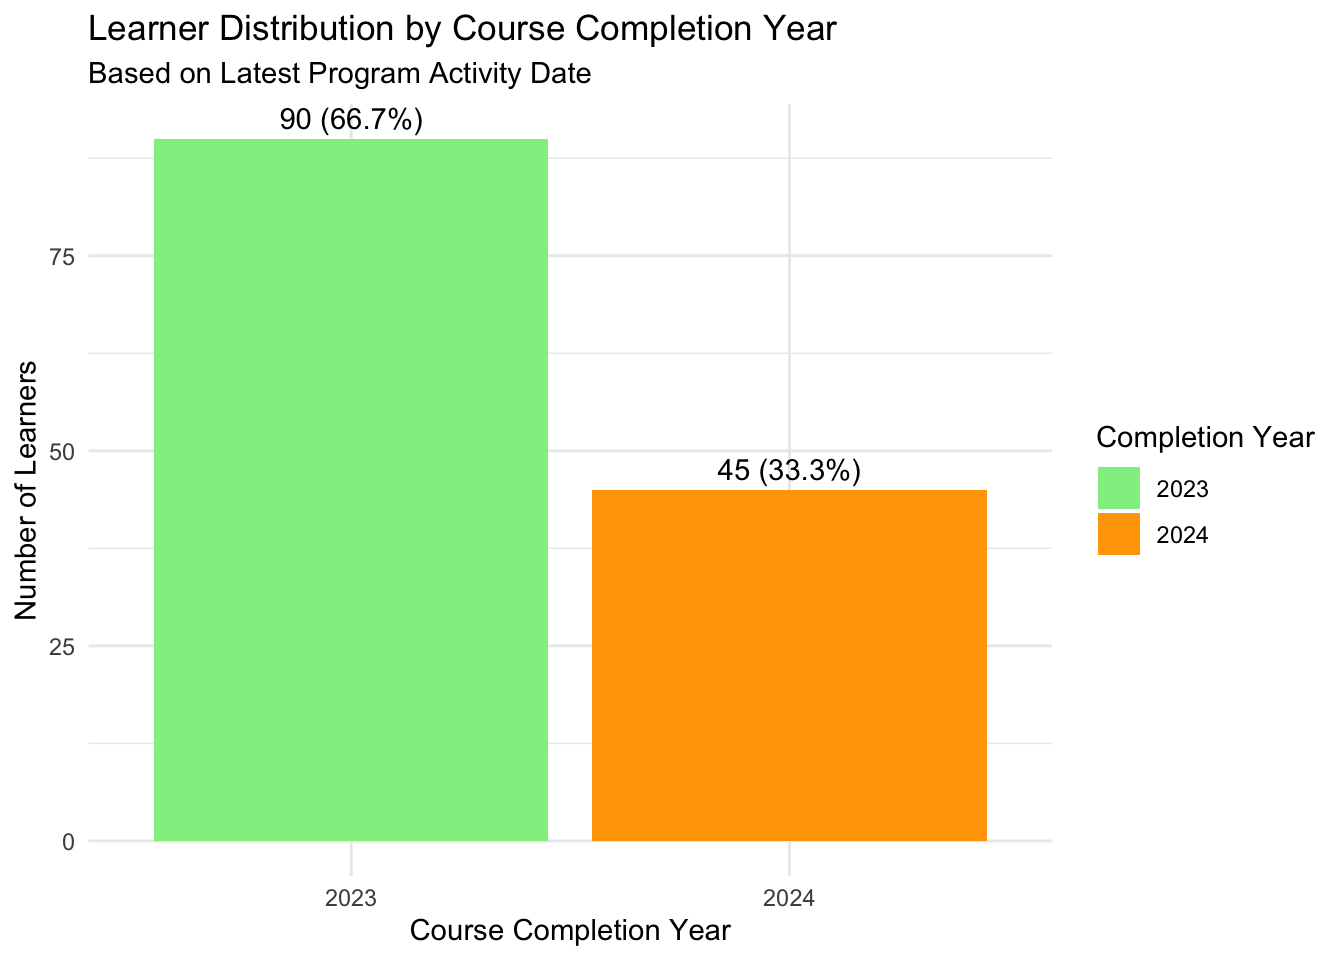 Learner Distribution by Course Completion Year
Based on Latest Program Activity Date
90 (66.7%)
75
50
25
0
Number of Learners
45 (33.3%)
2023
2024
Course Completion Year
Completion Year
2023
2024